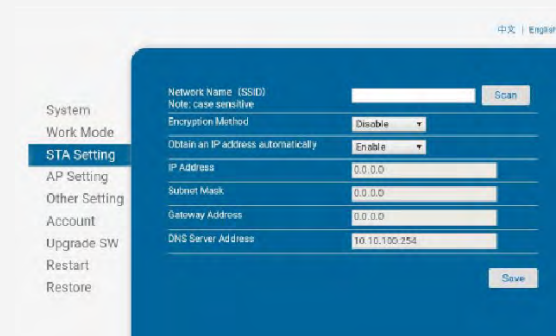 中文 | English
System
Work Mode
STA Setting
AP Setting
Other Setting
Account
Upgrade SW
Restart
Restore
Network Name (SSID)
Note: case sensitive
Scan
Encryption Method
Disable
Obtain an IP address automatically
Enable
IP Address
0.0.0.0
Subnet Mask
0.0.0.0
Gateway Address
0.0.0.0
DNS Server Address
10.10.100.254
Save